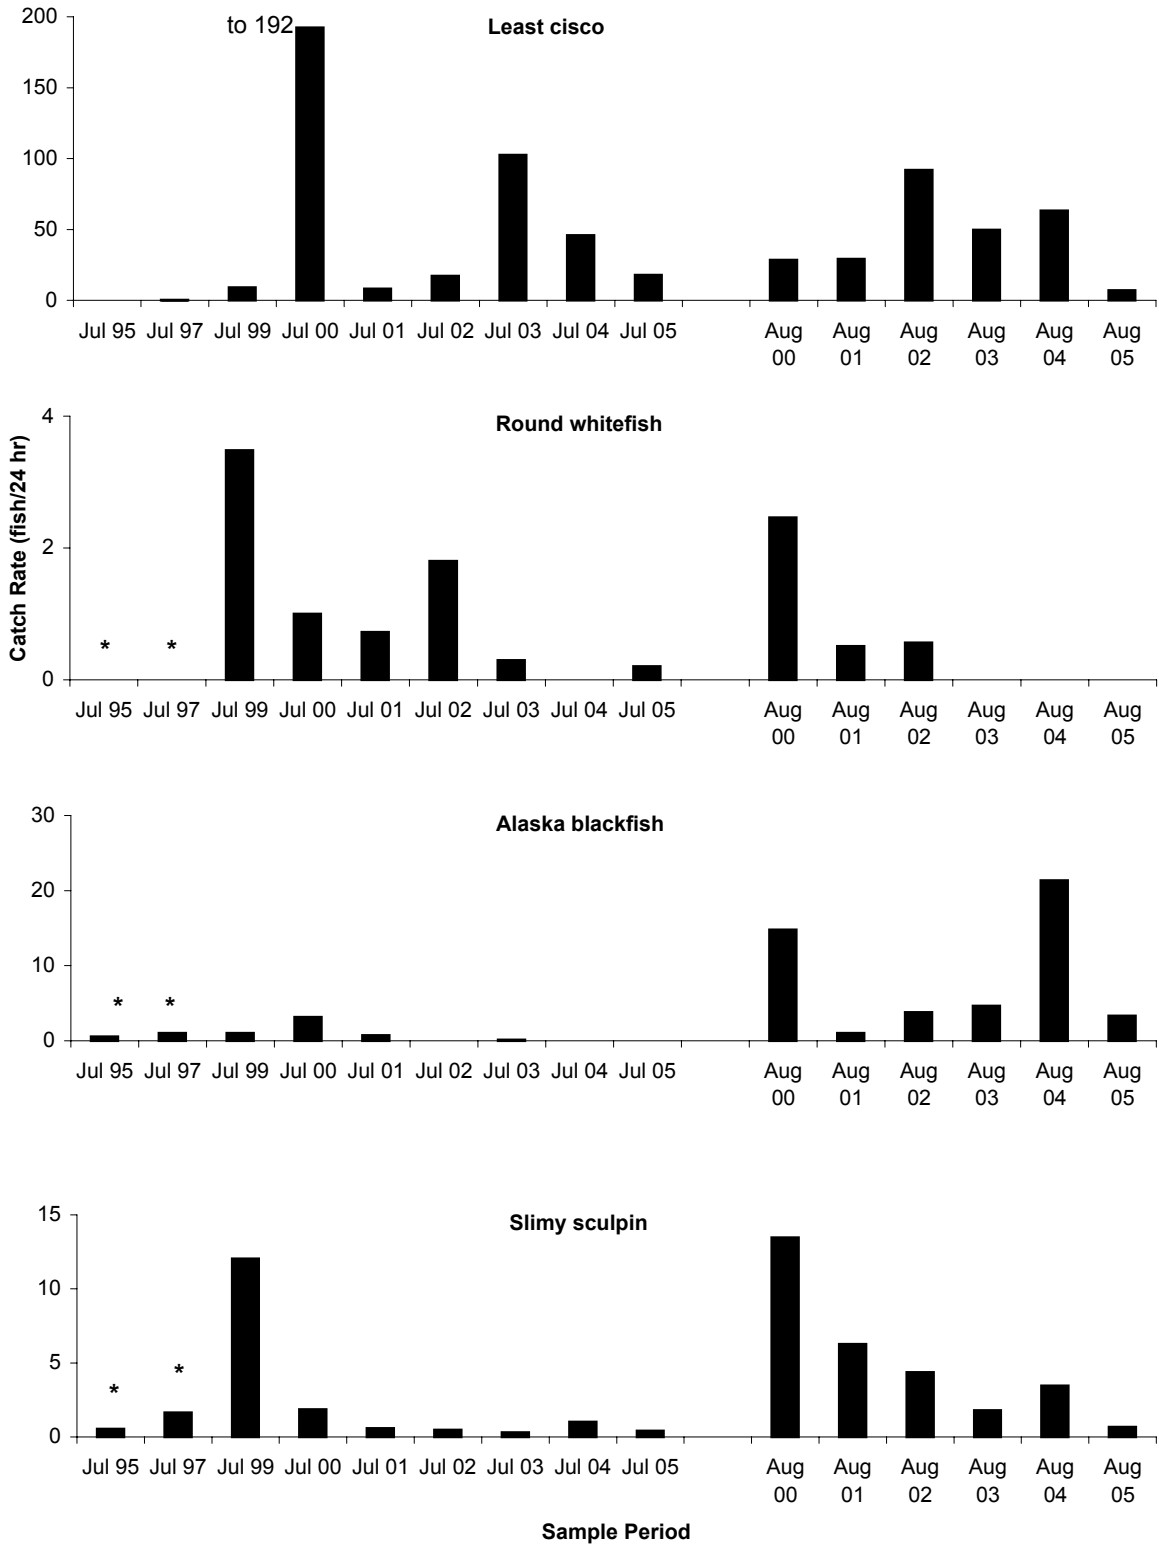 to 192
Least cisco
200
150
100
50
0
Jul 95 Jul 97 Jul 99 Jul 00 Jul 01 Jul 02 Jul 03 Jul 04 Jul 05 Aug Aug Aug Aug Aug Aug
00 01 02 03 04 05
Catch Rate (fish/24 hr)
Round whitefish
4
2
* *
0
Jul 95 Jul 97 Jul 99 Jul 00 Jul 01 Jul 02 Jul 03 Jul 04 Jul 05 Aug Aug Aug Aug Aug Aug
00 01 02 03 04 05
Alaska blackfish
30
20
10
* *
0
Jul 95 Jul 97 Jul 99 Jul 00 Jul 01 Jul 02 Jul 03 Jul 04 Jul 05 Aug Aug Aug Aug Aug Aug
00 01 02 03 04 05
Slimy sculpin
15
10
5
* *
0
Jul 95 Jul 97 Jul 99 Jul 00 Jul 01 Jul 02 Jul 03 Jul 04 Jul 05 Aug Aug Aug Aug Aug Aug
00 01 02 03 04 05
Sample Period